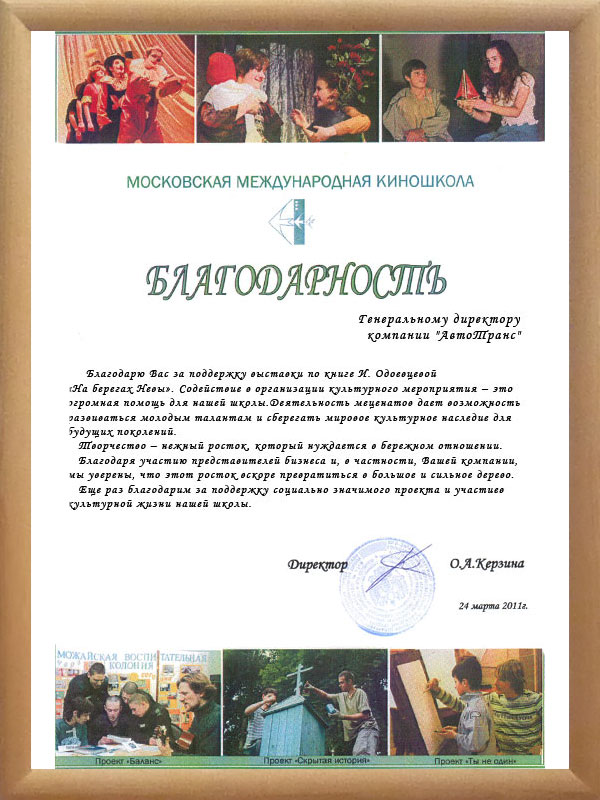 МОСКОВСКАЯ МЕЖДУНАРОДНАЯ КИНОШКОЛА
БЛАГОДАРНОСТЬ
Генеральному директору
компании "АвтоТранс"
Благодарю Вас за поддержку выставки по книге И. Одоевцевой
«На берегах Невы». Содействие в организации культурного мероприятия – это
огромная помощь для нашей школы.Деятельность меценатов дает возможность
развиваться молодым талантам и сберегать мировое культурное наследие для
будущих поколений.
Творчество – нежный росток, который нуждается в бережном отношении.
Благодаря участию представителей бизнеса и, в частности, Вашей компании,
мы уверены, что этот росток вскоре превратиться в большое и сильное дерево.
Еще раз благодарим за поддержку социально значимого проекта и участиев
культурной жизни нашей школы.
Директор О.А.Керзина
24 марта 2011г.
МОЖАЙСКАЯ ВОСПИТАТЕЛЬНАЯ
КОЛОНИЯ
Проект «Баланс» Проект «Скрытая история» Проект «Ты не один»